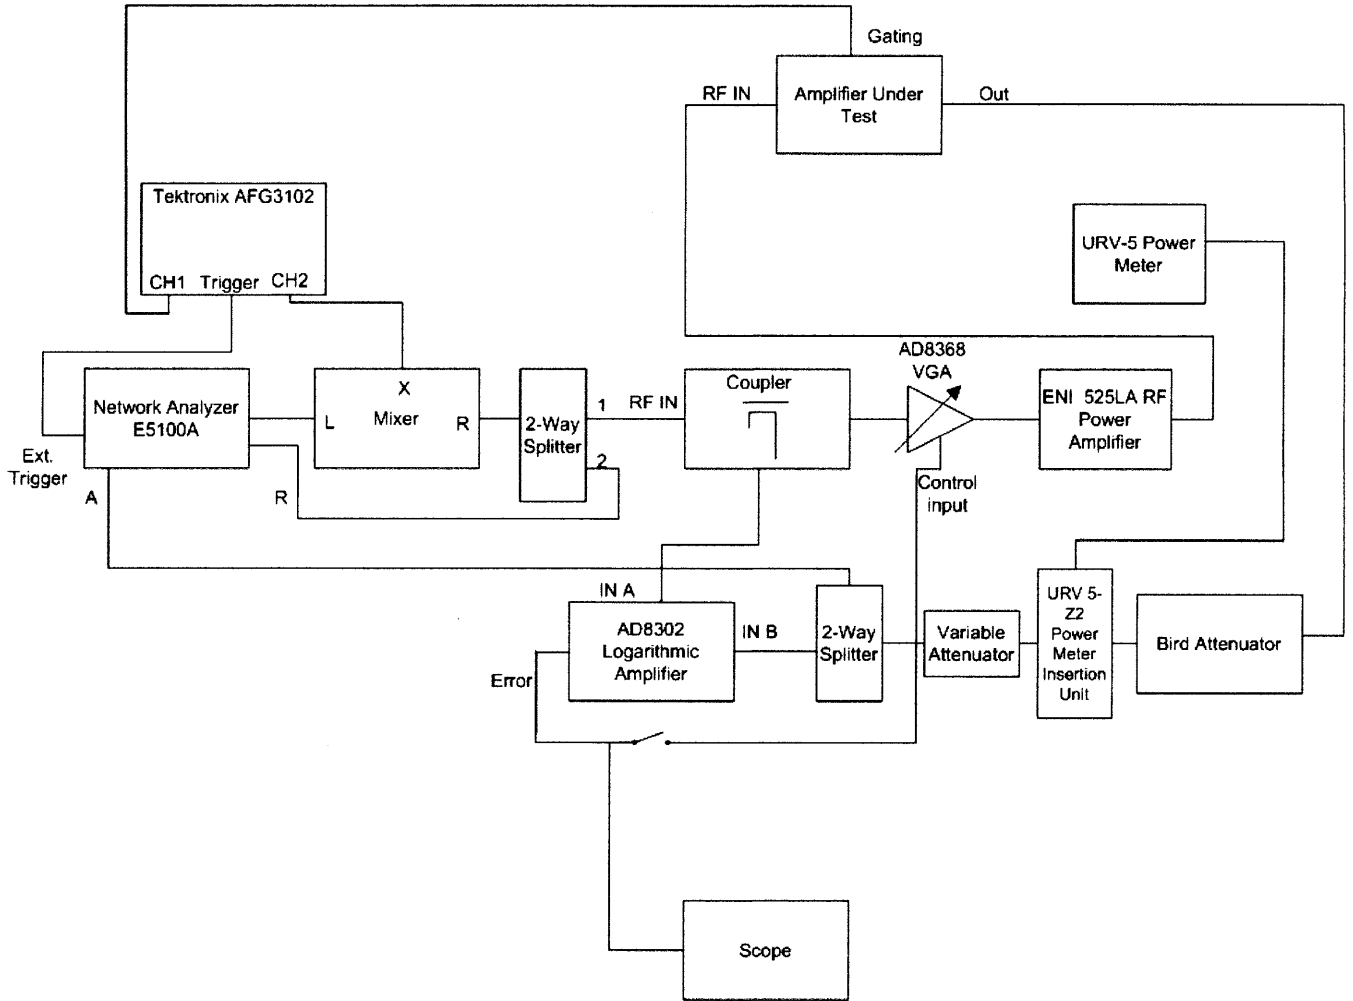 Gating
RF IN
Amplifier Under
Test
Out
Tektronix AFG3102
CH1 Trigger CH2
URV-5 Power
Meter
AD8368
VGA
Network Analyzer
E5100A
X
Mixer
L
R
2-Way
Splitter
1
2
RF IN
Coupler
ENI 525LA RF
Power
Amplifier
Ext.
Trigger
A
R
Control
input
IN A
AD8302
Logarithmic
Amplifier
IN B
2-Way
Splitter
Variable
Attenuator
URV 5-
Z2
Power
Meter
Insertion
Unit
Bird Attenuator
Error
Scope